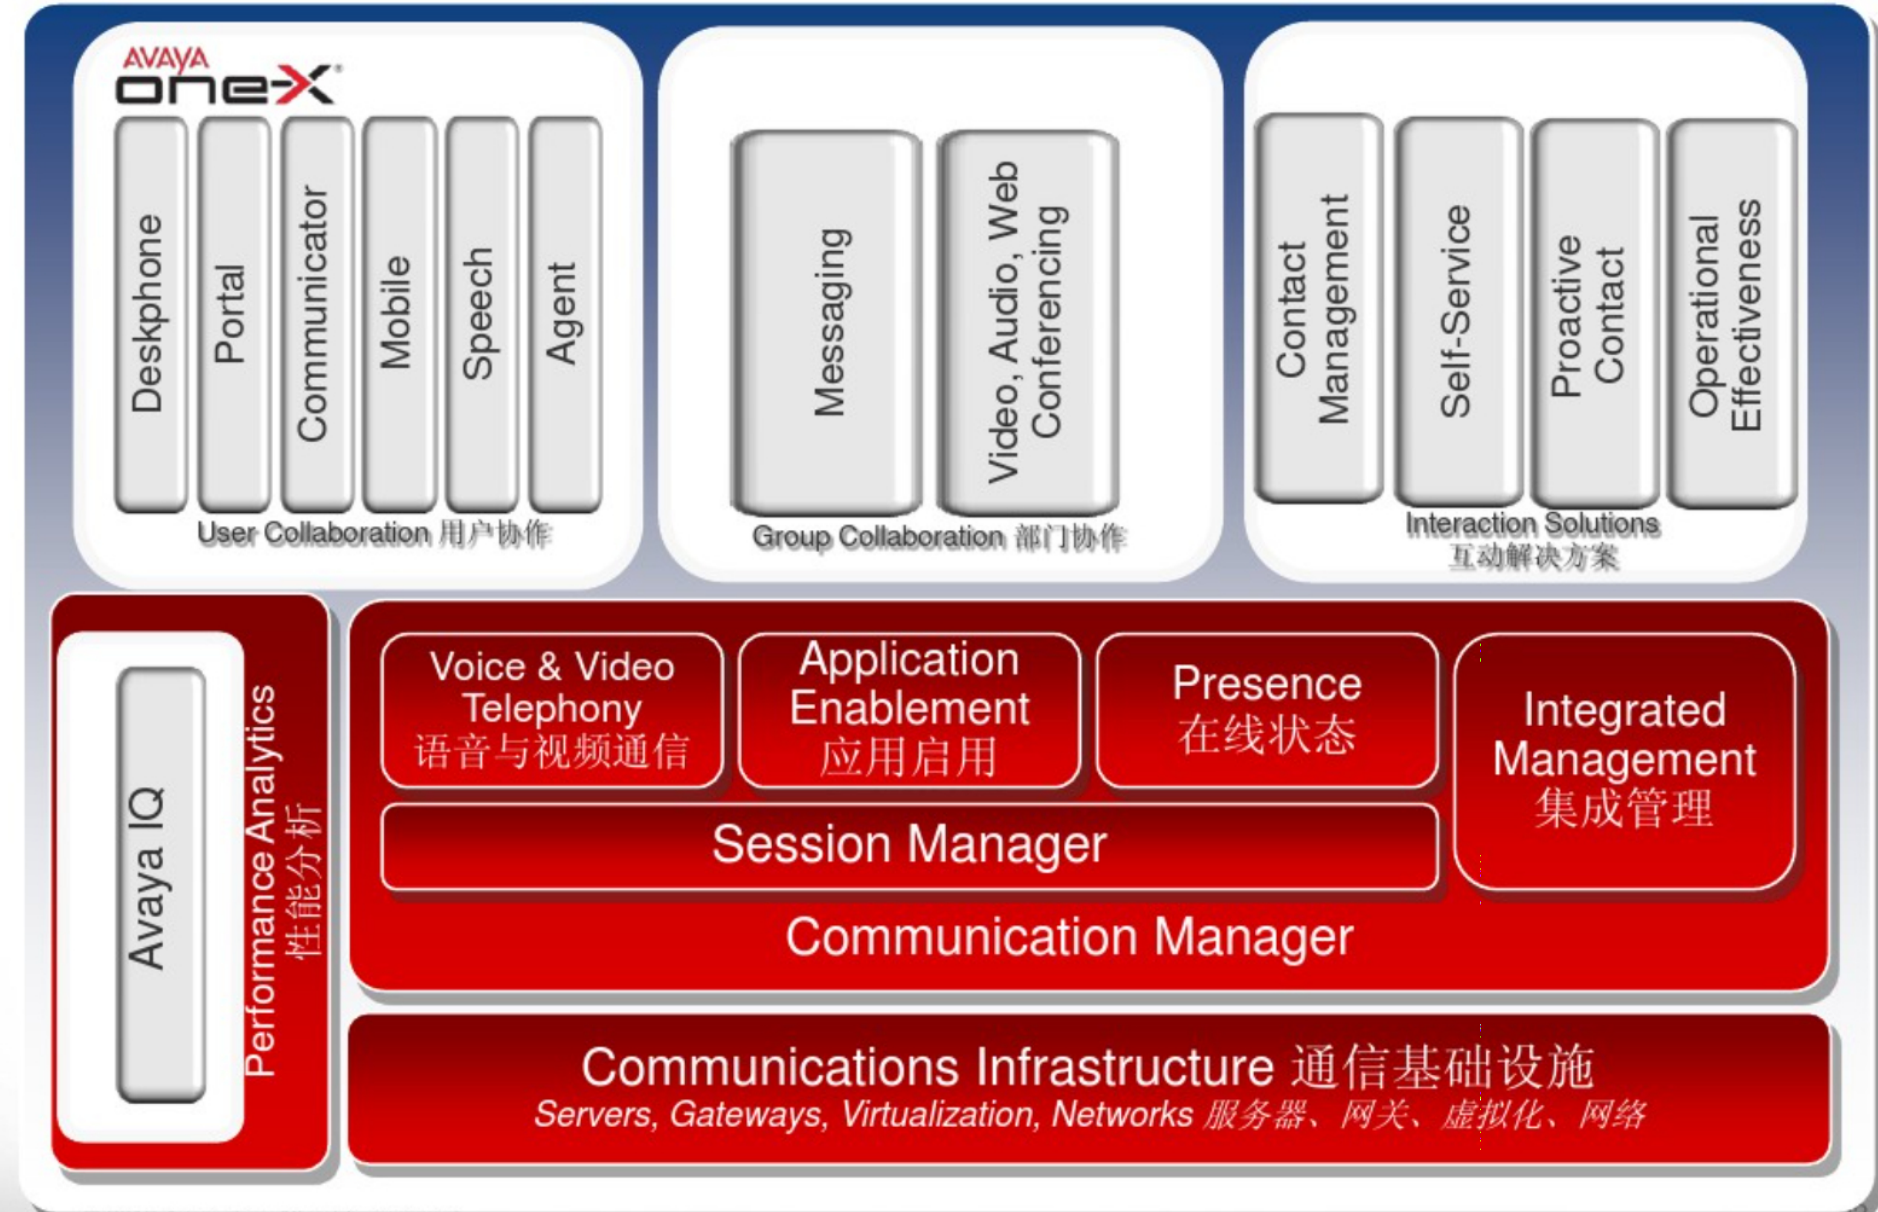 AVAYA
one-X®
Deskphone
Portal
Communicator
Mobile
Speech
Agent
User Collaboration 用户协作
Messaging
Video, Audio, Web
Conferencing
Group Collaboration 部门协作
Contact
Management
Self-Service
Proactive
Contact
Operational
Effectiveness
Interaction Solutions
互动解决方案
Avaya IQ
Performance Analytics
性能分析
Voice & Video
Telephony
语音与视频通信
Application
Enablement
应用启用
Presence
在线状态
Integrated
Management
集成管理
Session Manager
Communication Manager
Communications Infrastructure 通信基础设施
Servers, Gateways, Virtualization, Networks 服务器、网关、虚拟化、网络